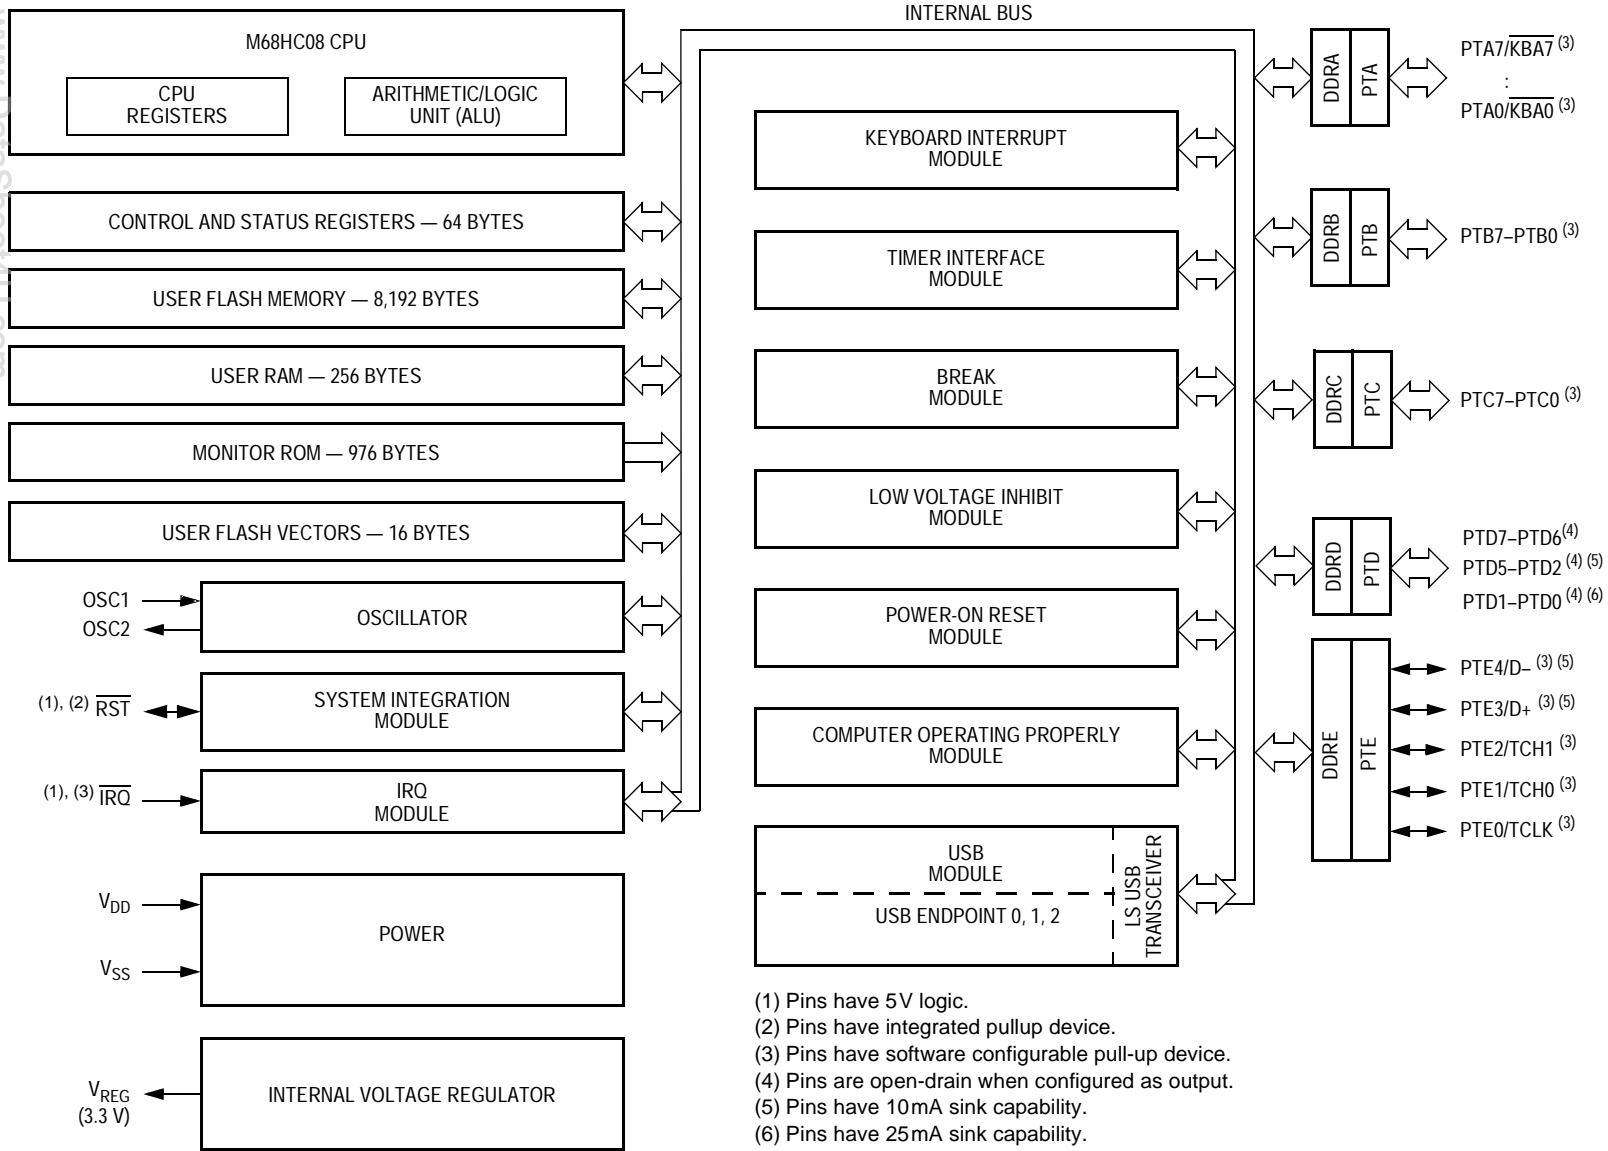 INTERNAL BUS
M68HC08 CPU
CPU
REGISTERS
ARITHMETIC/LOGIC
UNIT (ALU)
CONTROL AND STATUS REGISTERS — 64 BYTES
USER FLASH MEMORY — 8,192 BYTES
USER RAM — 256 BYTES
MONITOR ROM — 976 BYTES
USER FLASH VECTORS — 16 BYTES
OSC1
OSC2
OSCILLATOR
(1), (2) R̅S̅T̅
SYSTEM INTEGRATION
MODULE
(1), (3) I̅R̅Q̅
IRQ
MODULE
VDD
VSS
POWER
VREG
(3.3 V)
INTERNAL VOLTAGE REGULATOR
KEYBOARD INTERRUPT
MODULE
TIMER INTERFACE
MODULE
BREAK
MODULE
LOW VOLTAGE INHIBIT
MODULE
POWER-ON RESET
MODULE
COMPUTER OPERATING PROPERLY
MODULE
USB
MODULE
USB ENDPOINT 0, 1, 2
LS USB
TRANSCEIVER
DDRA
PTA
PTA7/K̅B̅A̅7̅ (3)
:
PTA0/K̅B̅A̅0̅ (3)
DDRB
PTB
PTB7–PTB0 (3)
DDRC
PTC
PTC7–PTC0 (3)
DDRD
PTD
PTD7–PTD6(4)
PTD5–PTD2 (4) (5)
PTD1–PTD0 (4) (6)
DDRE
PTE
PTE4/D– (3) (5)
PTE3/D+ (3) (5)
PTE2/TCH1 (3)
PTE1/TCH0 (3)
PTE0/TCLK (3)
(1) Pins have 5V logic.
(2) Pins have integrated pullup device.
(3) Pins have software configurable pull-up device.
(4) Pins are open-drain when configured as output.
(5) Pins have 10mA sink capability.
(6) Pins have 25mA sink capability.